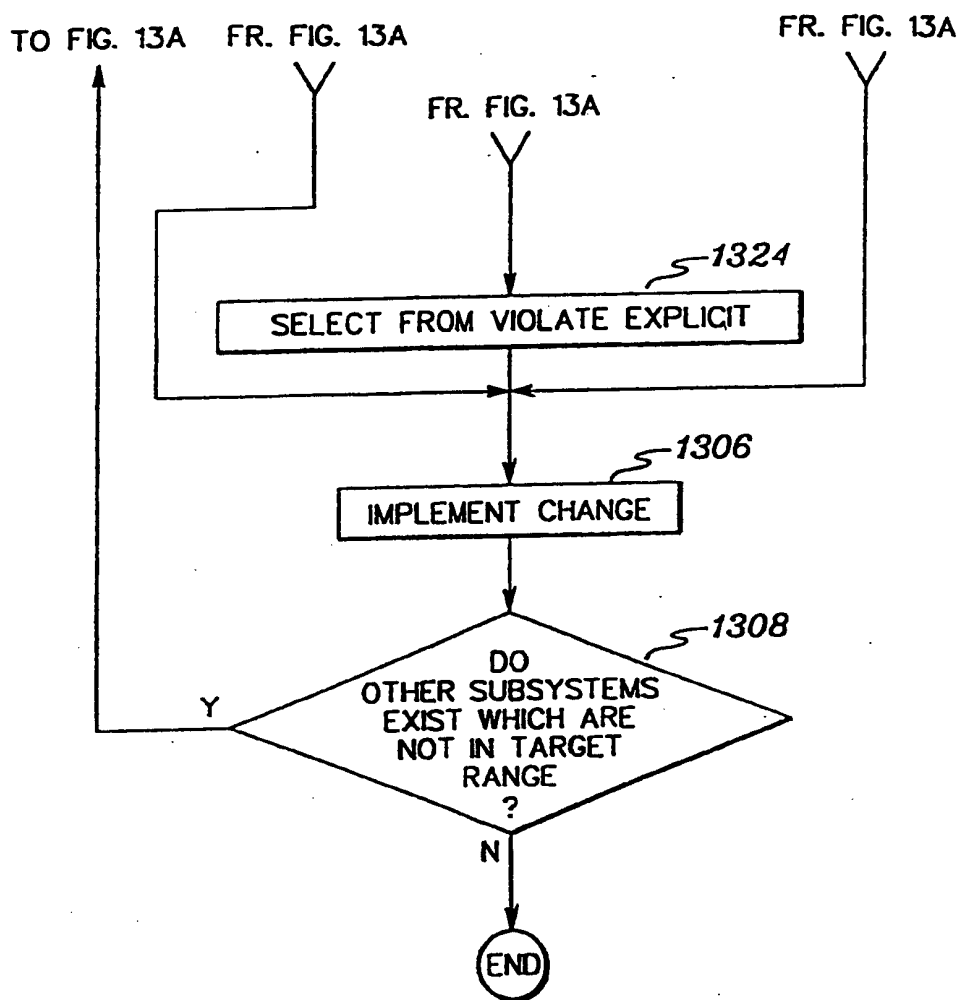 TO FIG. 13A
FR. FIG. 13A
FR. FIG. 13A
FR. FIG. 13A
1324
SELECT FROM VIOLATE EXPLICIT
1306
IMPLEMENT CHANGE
1308
DO
OTHER SUBSYSTEMS
EXIST WHICH ARE
NOT IN TARGET
RANGE
?
Y
N
END